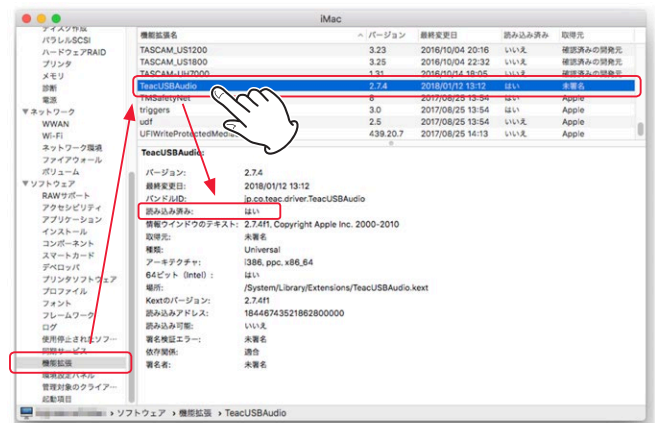 iMac
ディスク作成
パラレルSCSI
ハードウェアRAID
プリンタ
メモリ
診断
電源
▼ネットワーク
WWAN
Wi-Fi
ネットワーク環境
ファイアウォール
ボリューム
▼ソフトウェア
RAWサポート
アクセシビリティ
アプリケーション
インストール
コンポーネント
スマートカード
デベロッパ
プリンタソフトウェア
プロファイル
フォント
フレームワーク
ログ
使用停止されたソフ…
同期サービス
機能拡張
環境設定パネル
管理対象のクライア…
起動項目
機能拡張名 バージョン 最終変更日 読み込み済み 取得元
TASCAM_US1200 3.23 2016/10/04 20:16 いいえ 確認済みの開発元
TASCAM_US1800 3.25 2016/10/04 22:32 いいえ 確認済みの開発元
TASCAM-UH7000 1.31 2016/10/14 18:05 いいえ 確認済みの開発元
TeacUSBAudio 2.7.4 2018/01/12 13:12 はい 未署名
TMSafetyNet 8 2017/08/25 13:54 はい Apple
triggers 3.0 2017/08/25 13:54 はい Apple
udf 2.5 2017/08/25 13:54 いいえ Apple
UFIWriteProtectedMedia 439.20.7 2017/08/25 14:13 いいえ Apple
TeacUSBAudio:
バージョン: 2.7.4
最終変更日: 2018/01/12 13:12
バンドルID: jp.co.teac.driver.TeacUSBAudio
読み込み済み: はい
情報ウインドウのテキスト: 2.7.4f1, Copyright Apple Inc. 2000-2010
取得元: 未署名
種類: Universal
アーキテクチャ: i386, ppc, x86_64
64ビット (Intel) : はい
場所: /System/Library/Extensions/TeacUSBAudio.kext
Kextのバージョン: 2.7.4f1
読み込みアドレス: 18446743521862800000
読み込み可能: いいえ
署名検証エラー: 未署名
依存関係: 適合
署名者: 未署名
› ソフトウェア › 機能拡張 › TeacUSBAudio